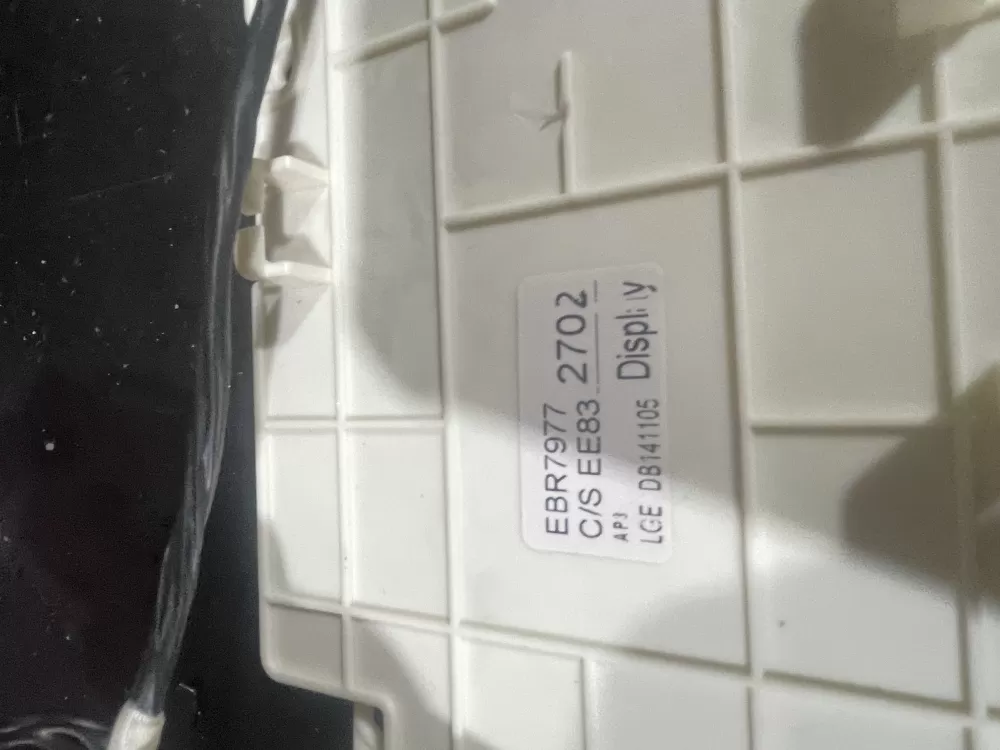 EBR7977 2702
C/S EE83
AP3
LGE DB141105 Display